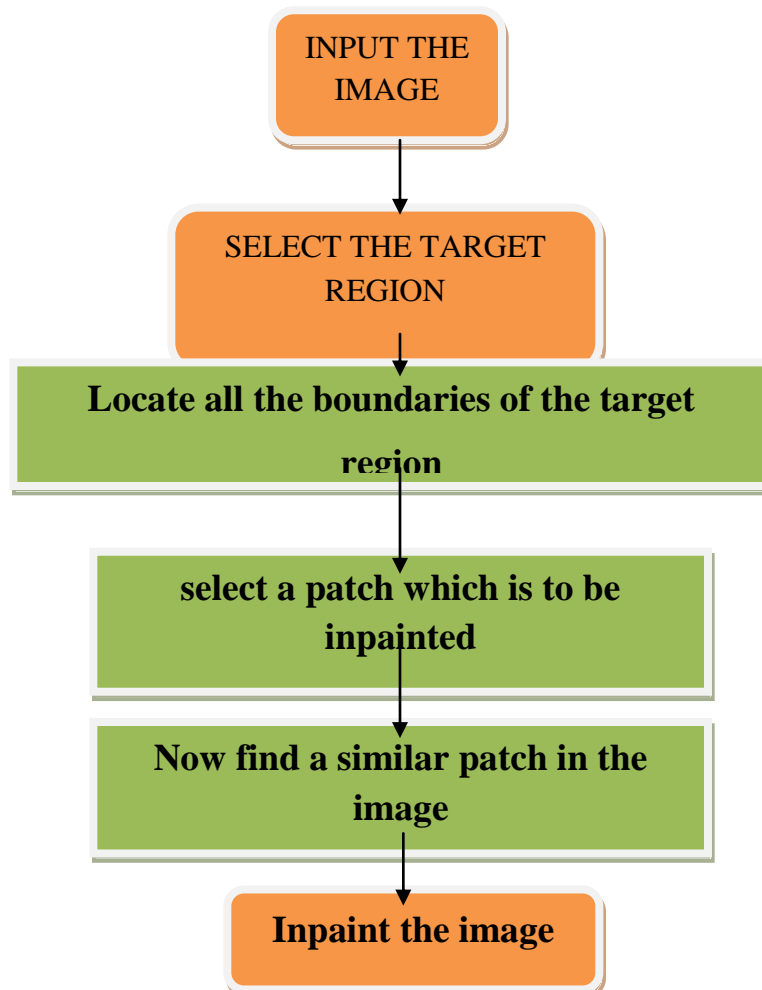 INPUT THE
IMAGE
SELECT THE TARGET
REGION
Locate all the boundaries of the target
region
select a patch which is to be
inpainted
Now find a similar patch in the
image
Inpaint the image